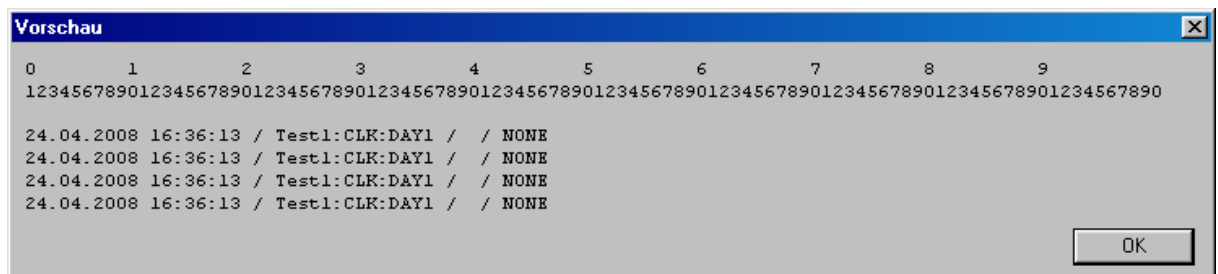 Vorschau
0        1         2         3         4         5         6         7         8         9
1234567890123456789012345678901234567890123456789012345678901234567890123456789012345678901234567890
24.04.2008 16:36:13 / Test1:CLK:DAY1 /  / NONE
24.04.2008 16:36:13 / Test1:CLK:DAY1 /  / NONE
24.04.2008 16:36:13 / Test1:CLK:DAY1 /  / NONE
24.04.2008 16:36:13 / Test1:CLK:DAY1 /  / NONE
OK